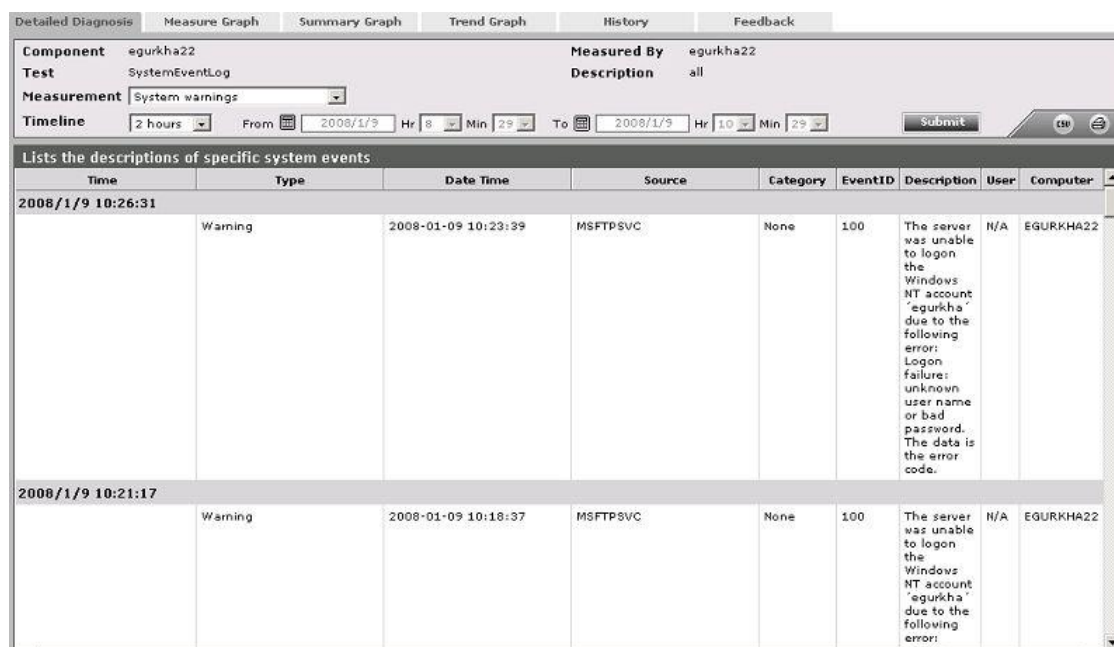 Detailed Diagnosis Measure Graph Summary Graph Trend Graph History Feedback
Component egurkha22 Measured By egurkha22
Test SystemEventLog Description all
Measurement System warnings
Timeline 2 hours From 2008/1/9 Hr 8 Min 29 To 2008/1/9 Hr 10 Min 29 Submit CSV
Lists the descriptions of specific system events
Time Type Date Time Source Category EventID Description User Computer
2008/1/9 10:26:31
Warning 2008-01-09 10:23:39 MSFTPSVC None 100 The server N/A EGURKHA22
was unable
to logon
the
Windows
NT account
´egurkha´
due to the
following
error:
Logon
failure:
unknown
user name
or bad
password.
The data is
the error
code.
2008/1/9 10:21:17
Warning 2008-01-09 10:18:37 MSFTPSVC None 100 The server N/A EGURKHA22
was unable
to logon
the
Windows
NT account
´egurkha´
due to the
following
error: